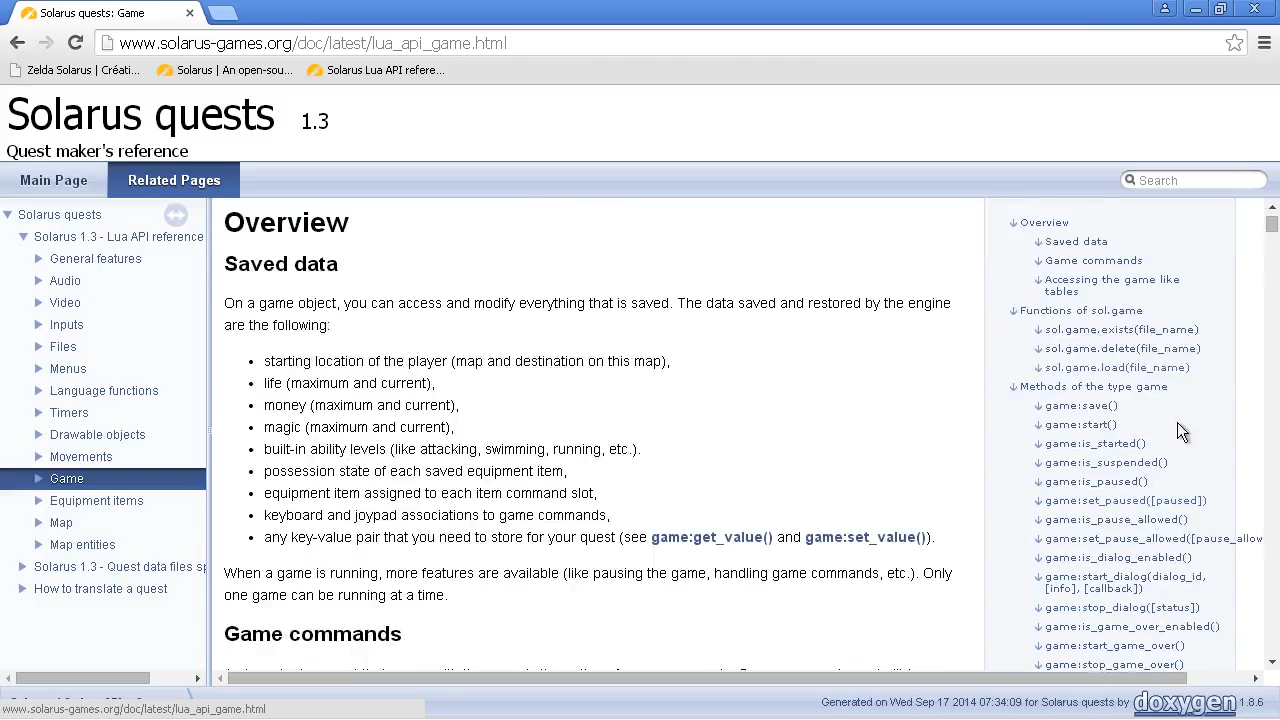 Solarus quests: Game
www.solarus-games.org/doc/latest/lua_api_game.html
Zelda Solarus | Créati...
Solarus | An open-sou...
Solarus Lua API refere...
Solarus quests 1.3
Quest maker's reference
Main Page
Related Pages
Search
Solarus quests
Solarus 1.3 - Lua API reference
General features
Audio
Video
Inputs
Files
Menus
Language functions
Timers
Drawable objects
Movements
Game
Equipment items
Map
Map entities
Solarus 1.3 - Quest data files sp
How to translate a quest
Overview
Saved data
On a game object, you can access and modify everything that is saved. The data saved and restored by the engine
are the following:
• starting location of the player (map and destination on this map),
• life (maximum and current),
• money (maximum and current),
• magic (maximum and current),
• built-in ability levels (like attacking, swimming, running, etc.).
• possession state of each saved equipment item,
• equipment item assigned to each item command slot,
• keyboard and joypad associations to game commands,
• any key-value pair that you need to store for your quest (see game:get_value() and game:set_value()).
When a game is running, more features are available (like pausing the game, handling game commands, etc.). Only
one game can be running at a time.
Game commands
Overview
Saved data
Game commands
Accessing the game like
tables
Functions of sol.game
sol.game.exists(file_name)
sol.game.delete(file_name)
sol.game.load(file_name)
Methods of the type game
game:save()
game:start()
game:is_started()
game:is_suspended()
game:is_paused()
game:set_paused([paused])
game:is_pause_allowed()
game:set_pause_allowed([pause_allow
game:is_dialog_enabled()
game:start_dialog(dialog_id,
[info], [callback])
game:stop_dialog([status])
game:is_game_over_enabled()
game:start_game_over()
game:stop_game_over()
www.solarus-games.org/doc/latest/lua_api_game.html
Generated on Wed Sep 17 2014 07:34:09 for Solarus quests by doxygen 1.8.6